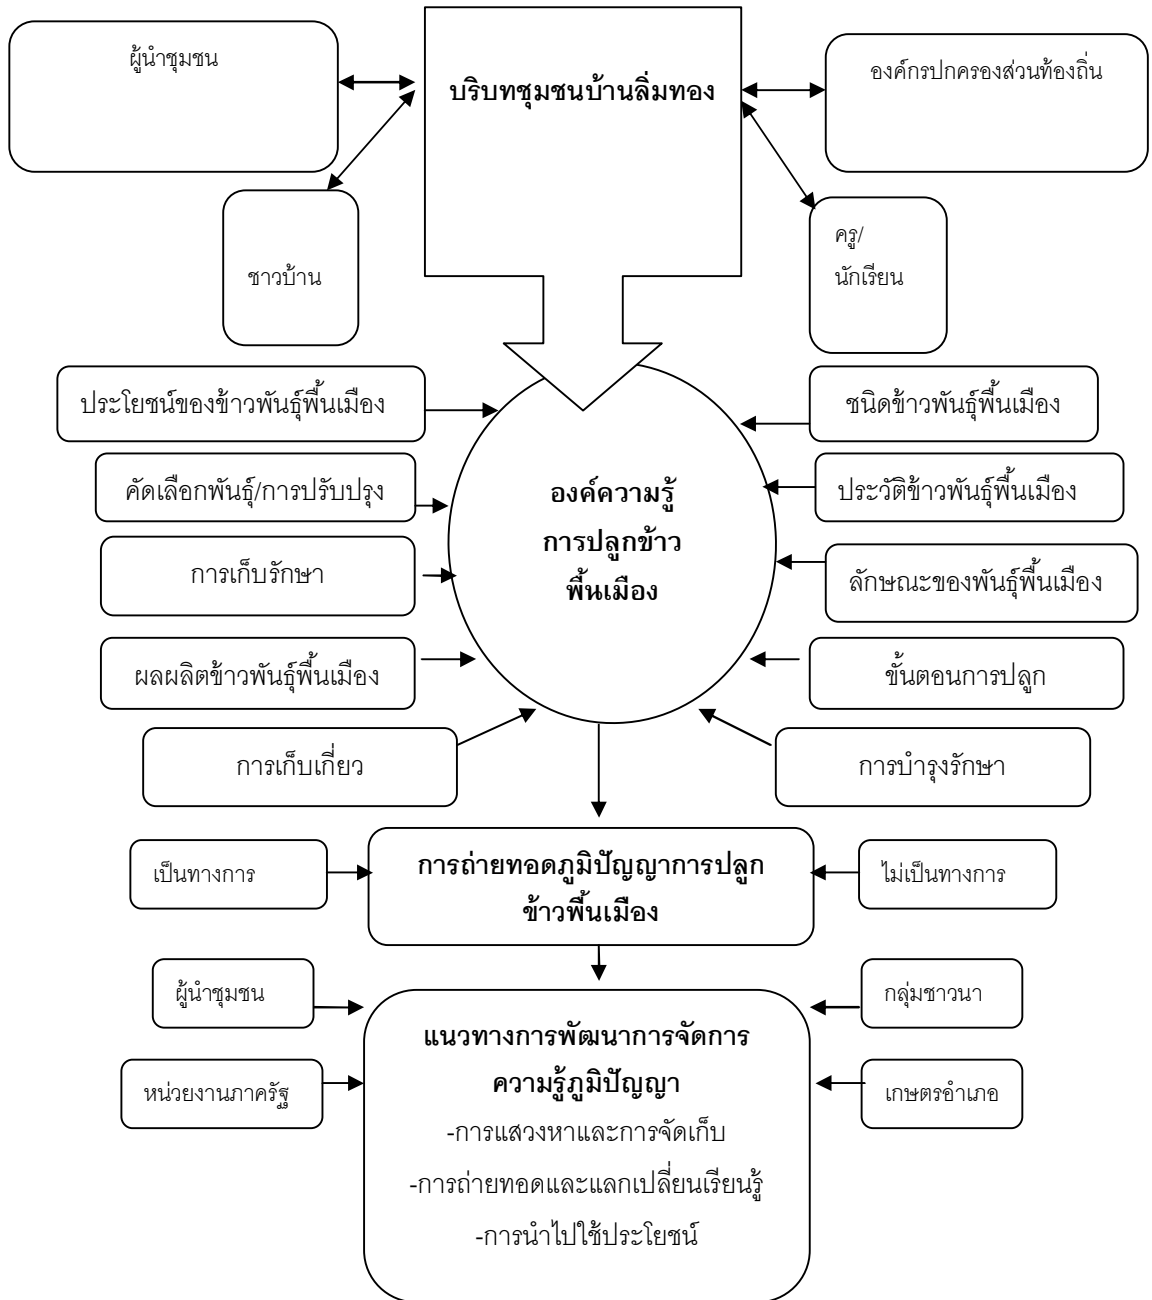 ผู้นำชุมชน
บริบทชุมชนบ้านลิ่มทอง
องค์กรปกครองส่วนท้องถิ่น
ชาวบ้าน
ครู/
นักเรียน
ประโยชน์ของข้าวพันธุ์พื้นเมือง
ชนิดข้าวพันธุ์พื้นเมือง
คัดเลือกพันธุ์/การปรับปรุง
องค์ความรู้
การปลูกข้าว
พื้นเมือง
ประวัติข้าวพันธุ์พื้นเมือง
การเก็บรักษา
ลักษณะของพันธุ์พื้นเมือง
ผลผลิตข้าวพันธุ์พื้นเมือง
ขั้นตอนการปลูก
การเก็บเกี่ยว
การบำรุงรักษา
เป็นทางการ
การถ่ายทอดภูมิปัญญาการปลูก
ข้าวพื้นเมือง
ไม่เป็นทางการ
ผู้นำชุมชน
กลุ่มชาวนา
แนวทางการพัฒนาการจัดการ
ความรู้ภูมิปัญญา
หน่วยงานภาครัฐ
เกษตรอำเภอ
-การแสวงหาและการจัดเก็บ
-การถ่ายทอดและแลกเปลี่ยนเรียนรู้
-การนำไปใช้ประโยชน์